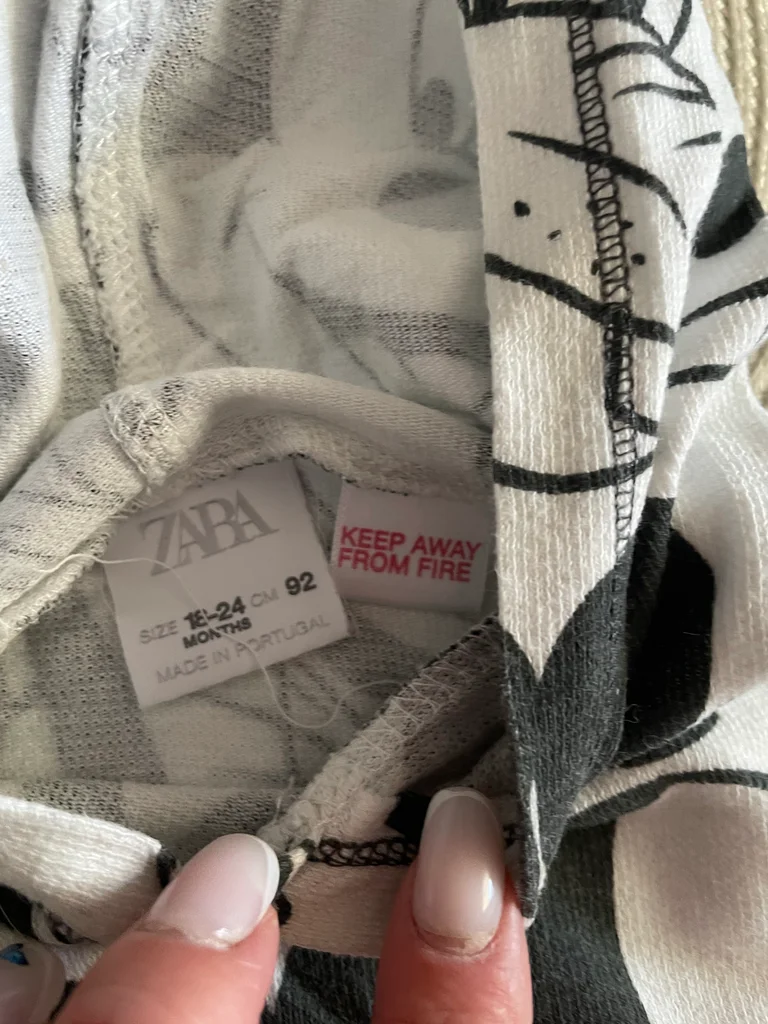 ZARA
SIZE 18-24 CM 92
MONTHS
MADE IN PORTUGAL
KEEP AWAY
FROM FIRE